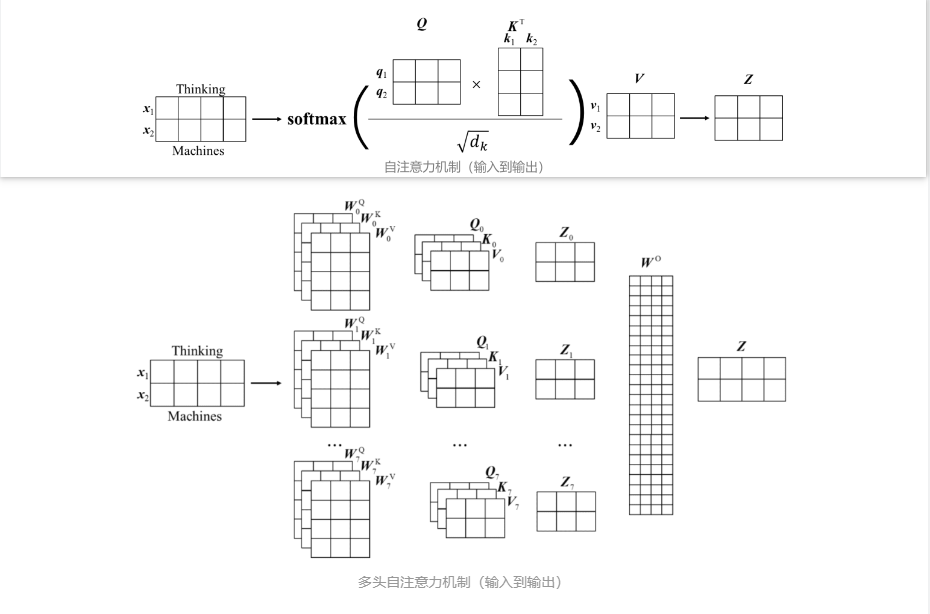 Q
K^T
k_1 k_2
q_1
q_2
×
Thinking
x_1
x_2
Machines
softmax
(
)
√d_k
V
v_1
v_2
Z
自注意力机制（输入到输出）
W_0^Q
W_0^K
W_0^V
Q_0
K_0
V_0
Z_0
W^O
W_1^Q
W_1^K
W_1^V
Q_1
K_1
V_1
Z_1
Z
Thinking
x_1
x_2
Machines
… … …
W_7^Q
W_7^K
W_7^V
Q_7
K_7
V_7
Z_7
多头自注意力机制（输入到输出）